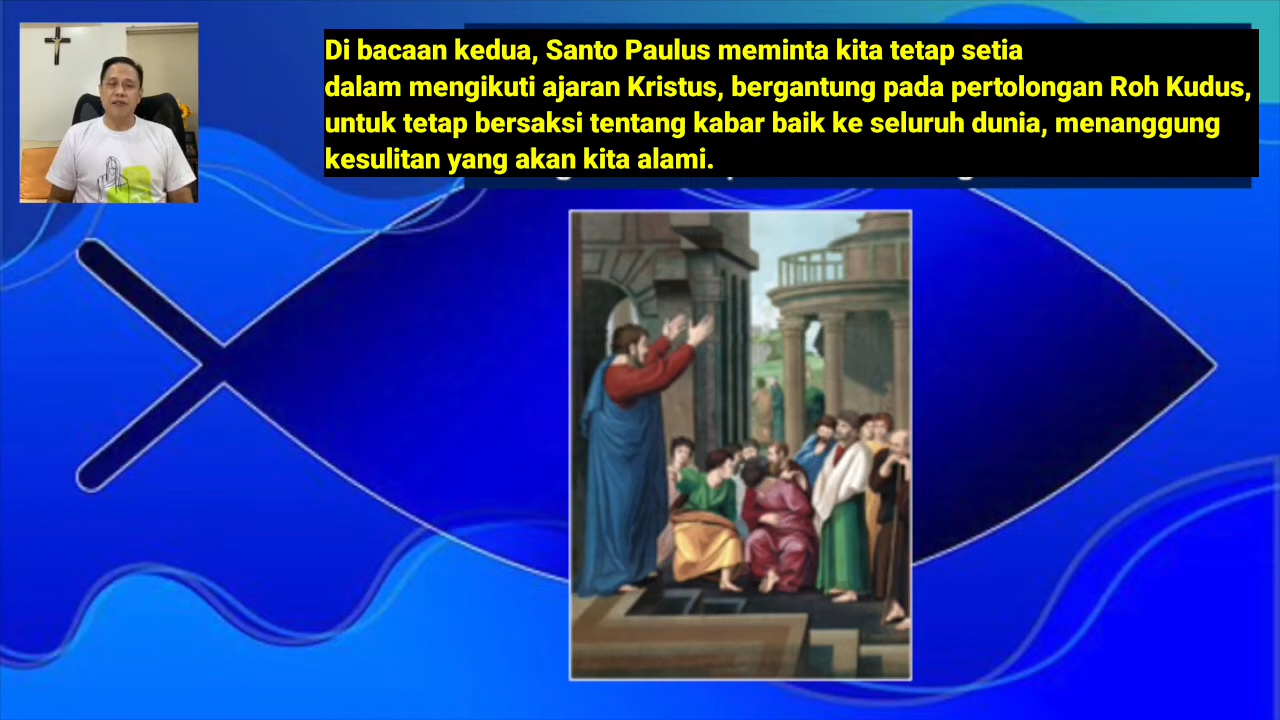 Di bacaan kedua, Santo Paulus meminta kita tetap setia
dalam mengikuti ajaran Kristus, bergantung pada pertolongan Roh Kudus,
untuk tetap bersaksi tentang kabar baik ke seluruh dunia, menanggung
kesulitan yang akan kita alami.